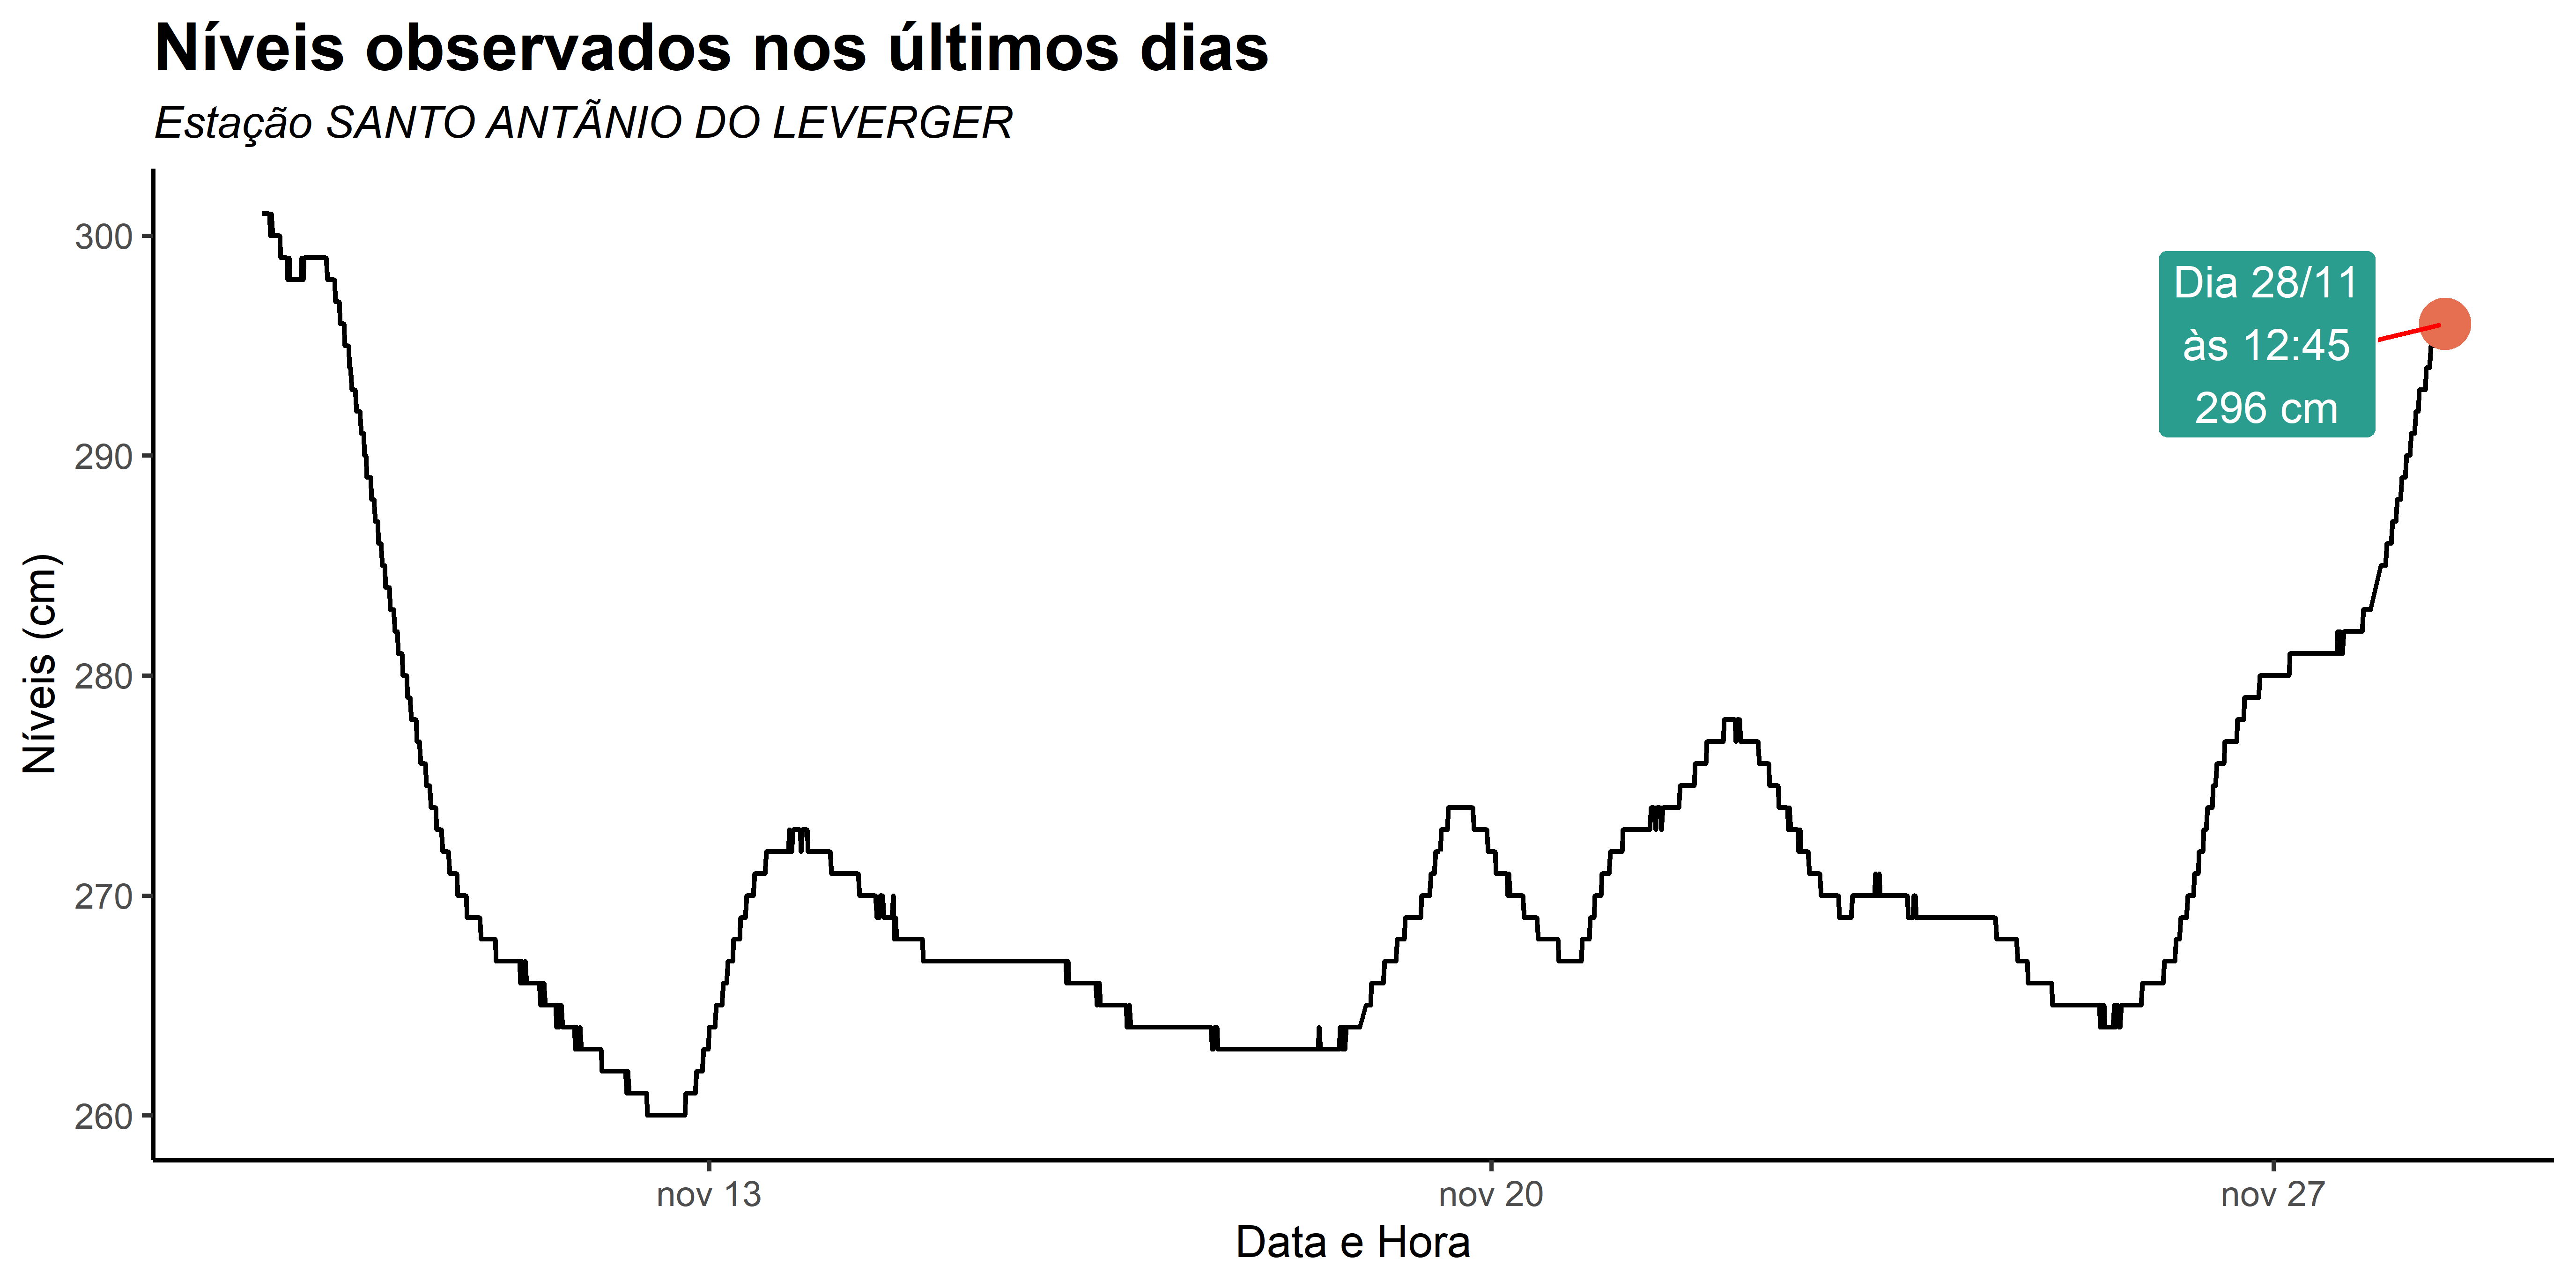 Níveis observados nos últimos dias
Estação SANTO ANTÃNIO DO LEVERGER
300
290
280
270
260
Níveis (cm)
Dia 28/11
às 12:45
296 cm
nov 13
nov 20
nov 27
Data e Hora